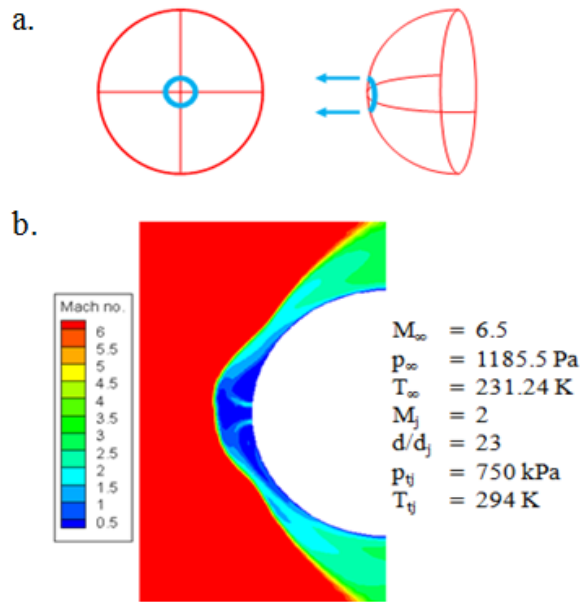 a.
b.
Mach no.
6
5.5
5
4.5
4
3.5
3
2.5
2
1.5
1
0.5
M∞ = 6.5
p∞ = 1185.5 Pa
T∞ = 231.24 K
Mj = 2
d/dj = 23
ptj = 750 kPa
Ttj = 294 K